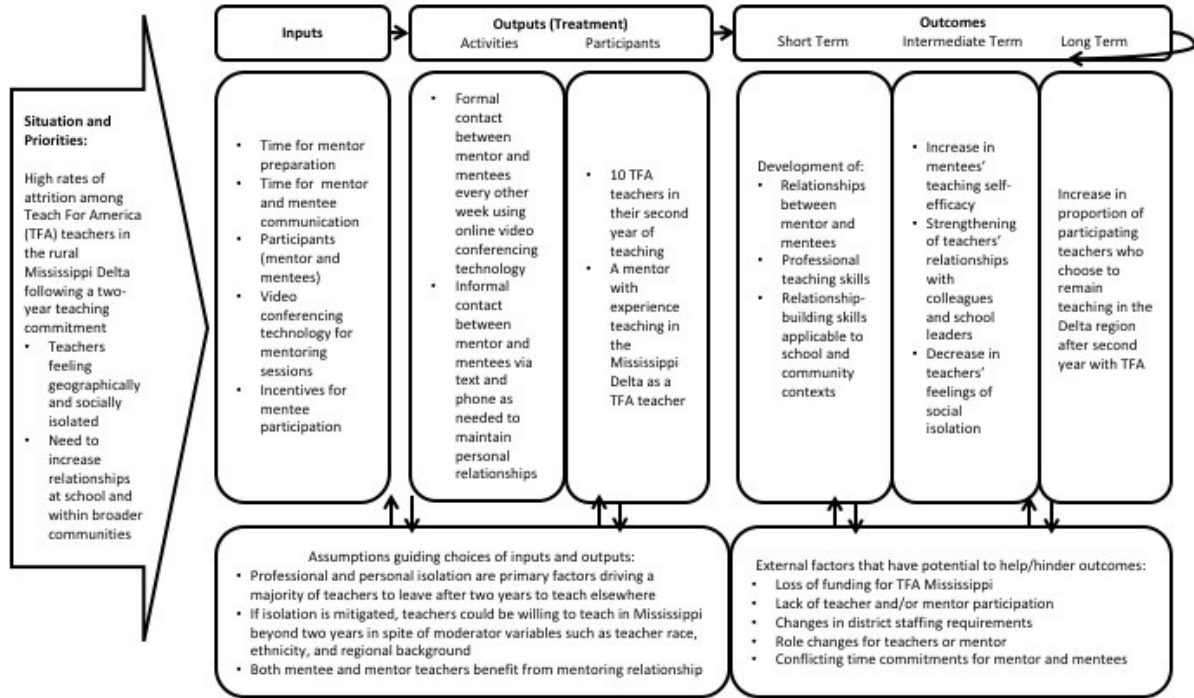 Inputs
Outputs (Treatment)
Activities Participants
Outcomes
Short Term Intermediate Term Long Term
Situation and
Priorities:
High rates of
attrition among
Teach For America
(TFA) teachers in
the rural
Mississippi Delta
following a two-
year teaching
commitment
• Teachers
feeling
geographically
and socially
isolated
• Need to
increase
relationships
at school and
within broader
communities
• Time for mentor
preparation
• Time for mentor
and mentee
communication
• Participants
(mentor and
mentees)
• Video
conferencing
technology for
mentoring
sessions
• Incentives for
mentee
participation
• Formal
contact
between
mentor and
mentees
every other
week using
online video
conferencing
technology
• Informal
contact
between
mentor and
mentees via
text and
phone as
needed to
maintain
personal
relationships
• 10 TFA
teachers in
their second
year of
teaching
• A mentor
with
experience
teaching in
the
Mississippi
Delta as a
TFA teacher
Development of:
• Relationships
between
mentor and
mentees
• Professional
teaching skills
• Relationship-
building skills
applicable to
school and
community
contexts
• Increase in
mentees’
teaching self-
efficacy
• Strengthening
of teachers’
relationships
with
colleagues
and school
leaders
• Decrease in
teachers’
feelings of
social
isolation
Increase in
proportion of
participating
teachers who
choose to
remain
teaching in the
Delta region
after second
year with TFA
Assumptions guiding choices of inputs and outputs:
• Professional and personal isolation are primary factors driving a
majority of teachers to leave after two years to teach elsewhere
• If isolation is mitigated, teachers could be willing to teach in Mississippi
beyond two years in spite of moderator variables such as teacher race,
ethnicity, and regional background
• Both mentee and mentor teachers benefit from mentoring relationship
External factors that have potential to help/hinder outcomes:
• Loss of funding for TFA Mississippi
• Lack of teacher and/or mentor participation
• Changes in district staffing requirements
• Role changes for teachers or mentor
• Conflicting time commitments for mentor and mentees